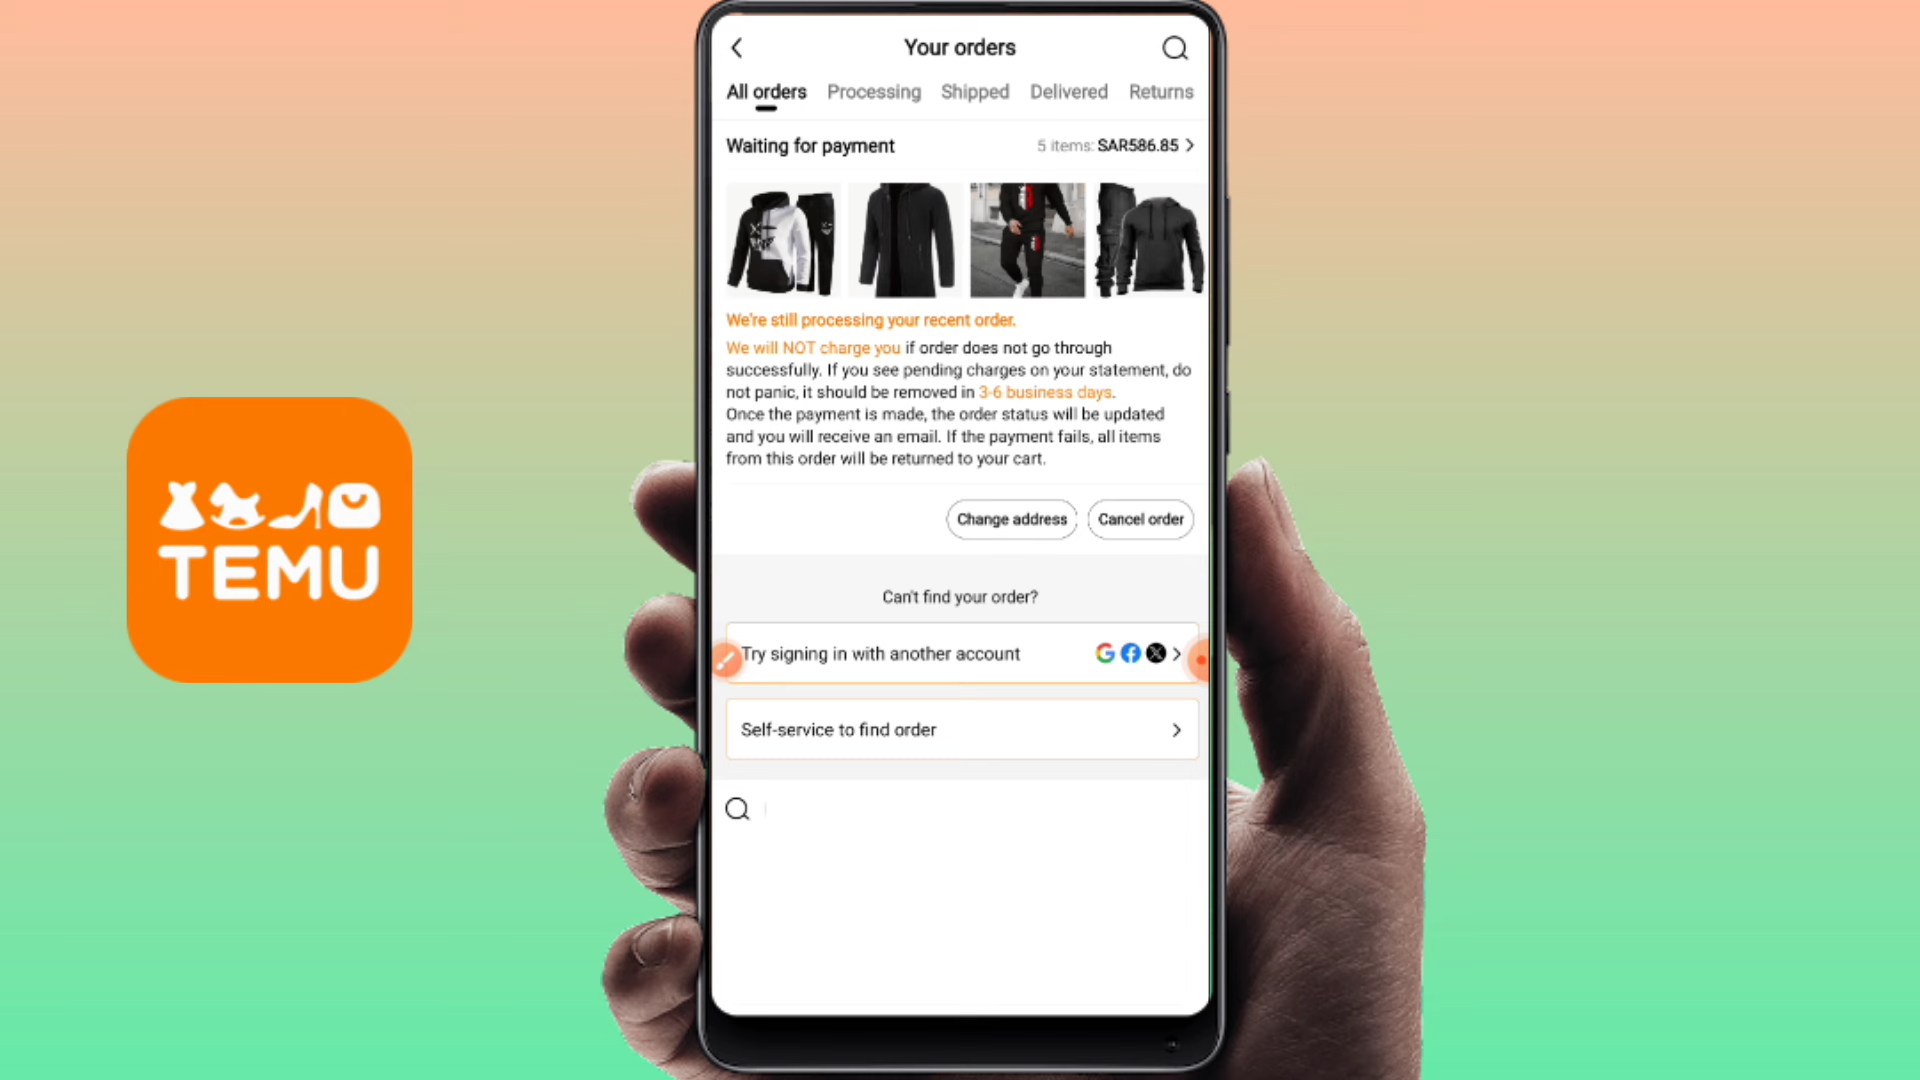 Your orders
All orders Processing Shipped Delivered Returns
Waiting for payment 5 items: SAR586.85
We're still processing your recent order.
We will NOT charge you if order does not go through
successfully. If you see pending charges on your statement, do
not panic, it should be removed in 3-6 business days.
Once the payment is made, the order status will be updated
and you will receive an email. If the payment fails, all items
from this order will be returned to your cart.
Change address Cancel order
Can't find your order?
Try signing in with another account
Self-service to find order
TEMU